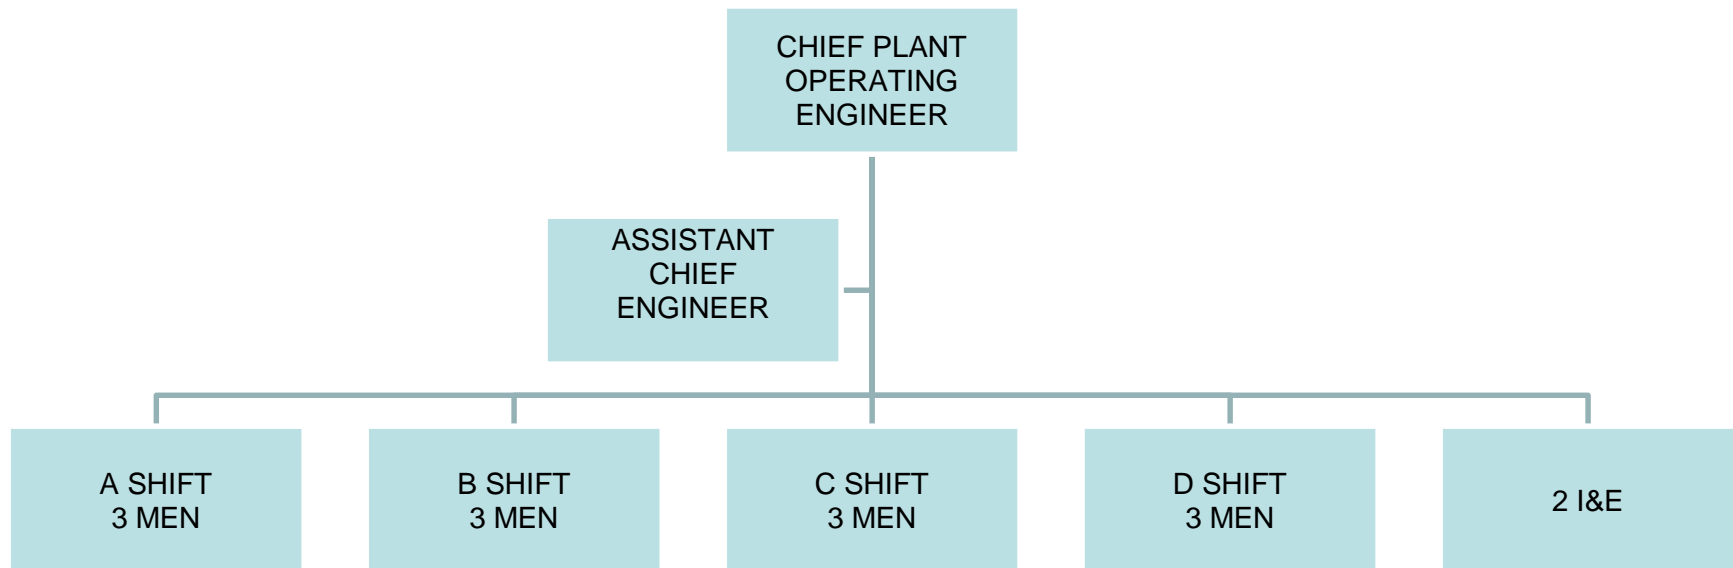 CHIEF PLANT
OPERATING
ENGINEER
ASSISTANT
CHIEF
ENGINEER
A SHIFT
3 MEN
B SHIFT
3 MEN
C SHIFT
3 MEN
D SHIFT
3 MEN
2 I&E